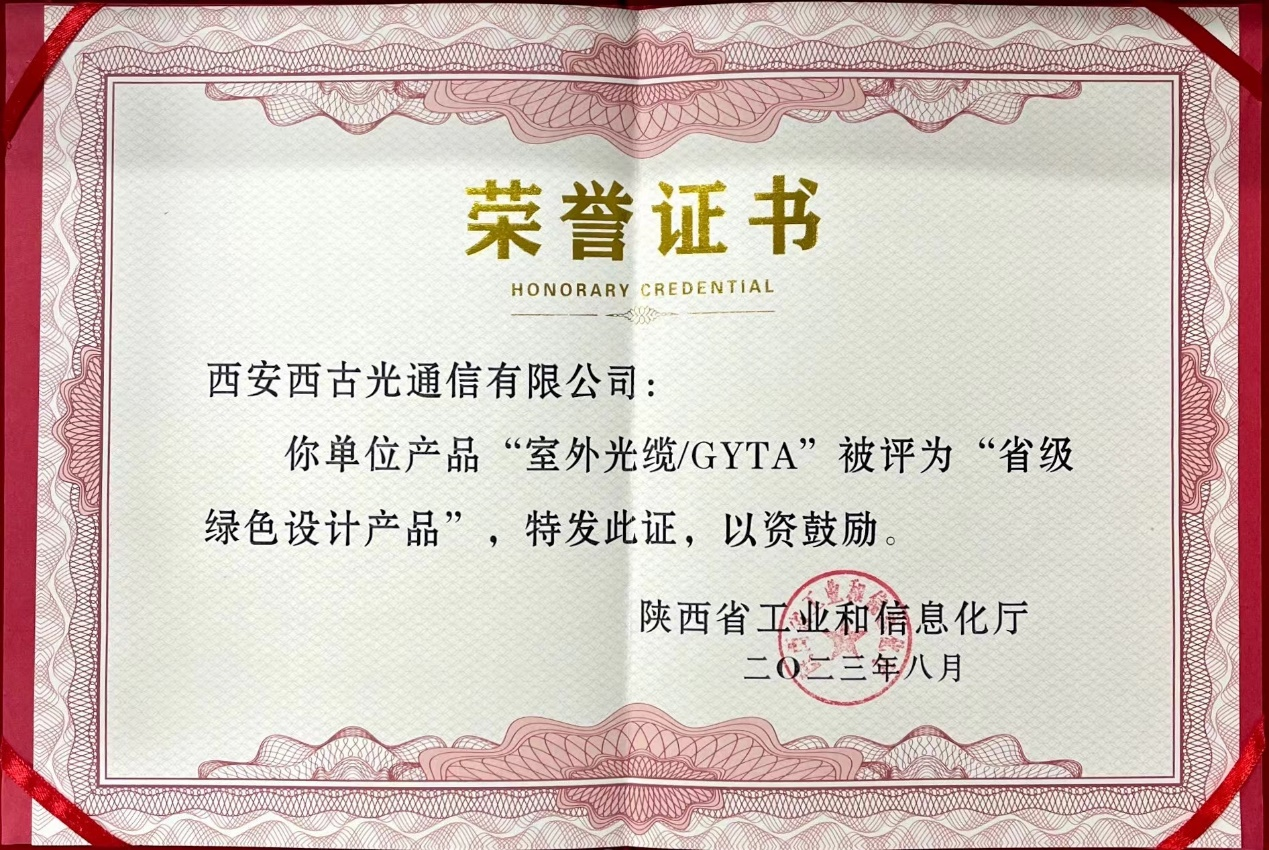 荣誉证书
HONORARY CREDENTIAL
西安西古光通信有限公司：
你单位产品“室外光缆/GYTA”被评为“省级
绿色设计产品”，特发此证，以资鼓励。
陕西省工业和信息化厅
二〇二三年八月